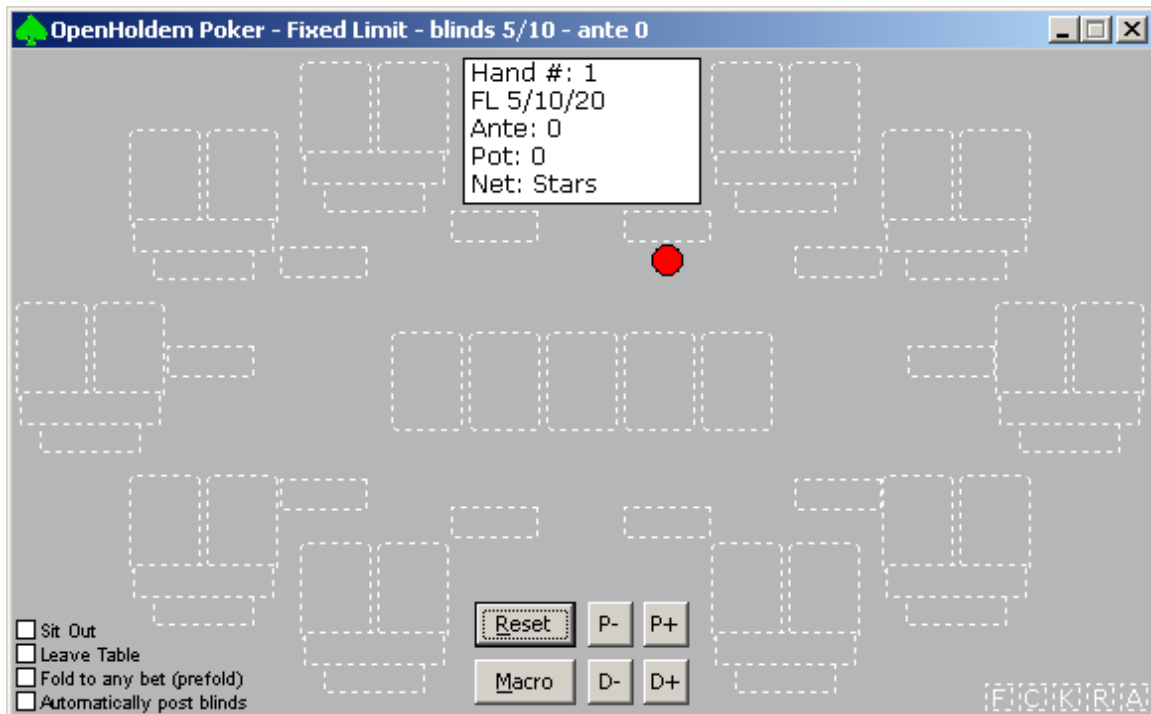 OpenHoldem Poker - Fixed Limit - blinds 5/10 - ante 0
Hand #: 1
FL 5/10/20
Ante: 0
Pot: 0
Net: Stars
Reset P- P+
Macro D- D+
Sit Out
Leave Table
Fold to any bet (prefold)
Automatically post blinds
F C K R A